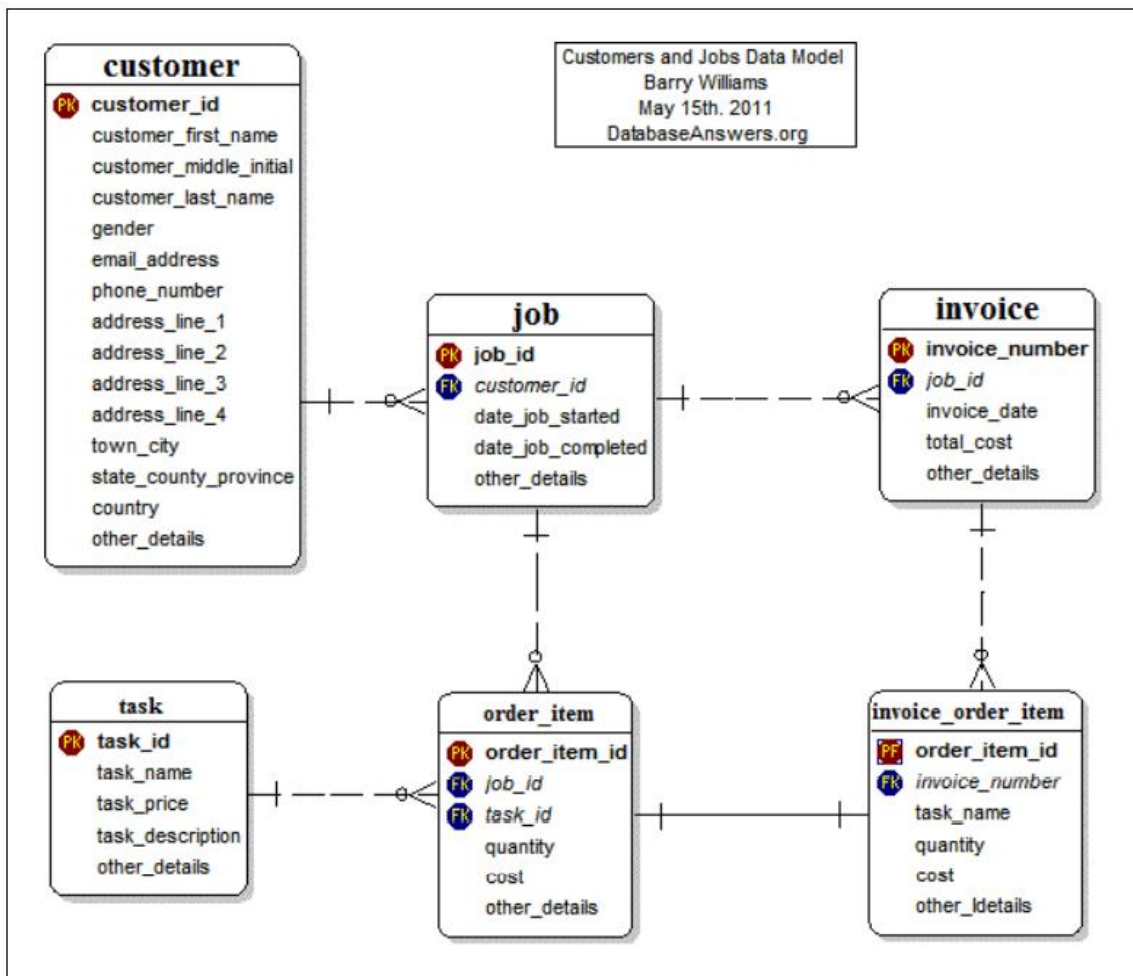 customer
PK customer_id
customer_first_name
customer_middle_initial
customer_last_name
gender
email_address
phone_number
address_line_1
address_line_2
address_line_3
address_line_4
town_city
state_county_province
country
other_details
Customers and Jobs Data Model
Barry Williams
May 15th. 2011
DatabaseAnswers.org
job
PK job_id
FK customer_id
date_job_started
date_job_completed
other_details
invoice
PK invoice_number
FK job_id
invoice_date
total_cost
other_details
task
PK task_id
task_name
task_price
task_description
other_details
order_item
PK order_item_id
FK job_id
FK task_id
quantity
cost
other_details
invoice_order_item
PF order_item_id
FK invoice_number
task_name
quantity
cost
other_ldetails